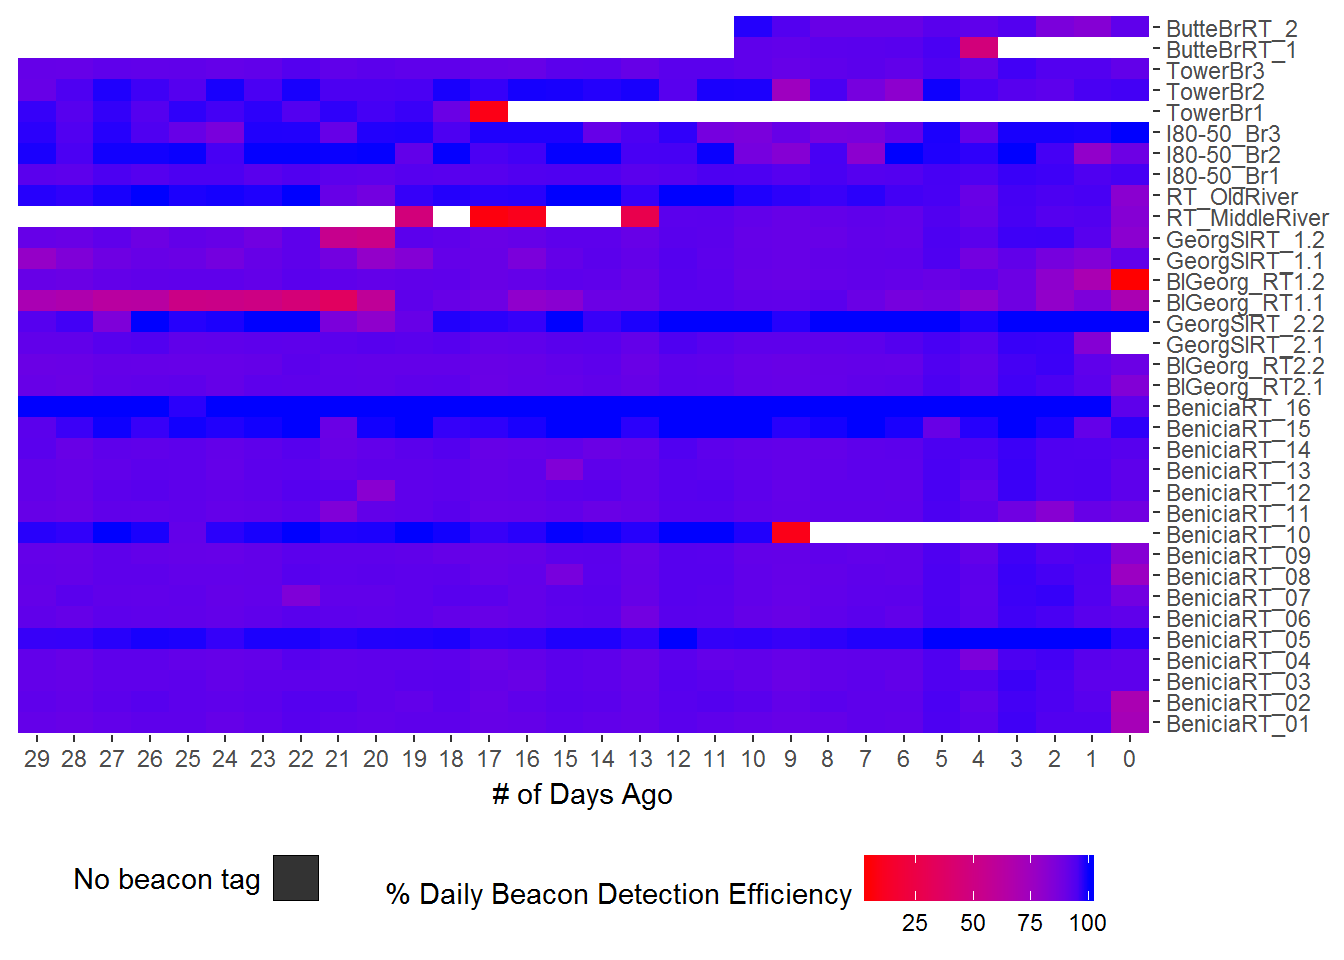 ButteBrRT_2
ButteBrRT_1
TowerBr3
TowerBr2
TowerBr1
I80-50_Br3
I80-50_Br2
I80-50_Br1
RT_OldRiver
RT_MiddleRiver
GeorgSlRT_1.2
GeorgSlRT_1.1
BlGeorg_RT1.2
BlGeorg_RT1.1
GeorgSlRT_2.2
GeorgSlRT_2.1
BlGeorg_RT2.2
BlGeorg_RT2.1
BeniciaRT_16
BeniciaRT_15
BeniciaRT_14
BeniciaRT_13
BeniciaRT_12
BeniciaRT_11
BeniciaRT_10
BeniciaRT_09
BeniciaRT_08
BeniciaRT_07
BeniciaRT_06
BeniciaRT_05
BeniciaRT_04
BeniciaRT_03
BeniciaRT_02
BeniciaRT_01
29 28 27 26 25 24 23 22 21 20 19 18 17 16 15 14 13 12 11 10 9 8 7 6 5 4 3 2 1 0
# of Days Ago
No beacon tag
% Daily Beacon Detection Efficiency
25 50 75 100